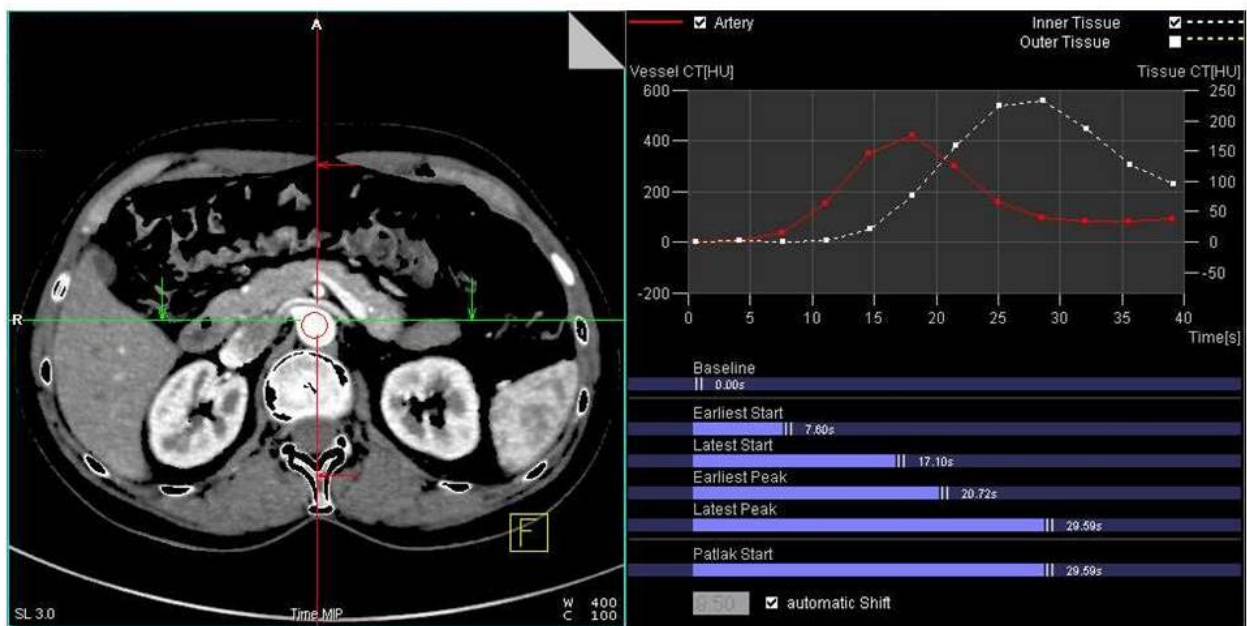 A
R
F
SL 3.0
Time MIP
W 400
C 100
Artery
Inner Tissue
Outer Tissue
Vessel CT[HU]
Tissue CT[HU]
600
400
200
0
-200
250
200
150
100
50
0
-50
0 5 10 15 20 25 30 35 40
Time[s]
Baseline
0.00s
Earliest Start
7.60s
Latest Start
17.10s
Earliest Peak
20.72s
Latest Peak
29.59s
Patlak Start
29.59s
automatic Shift